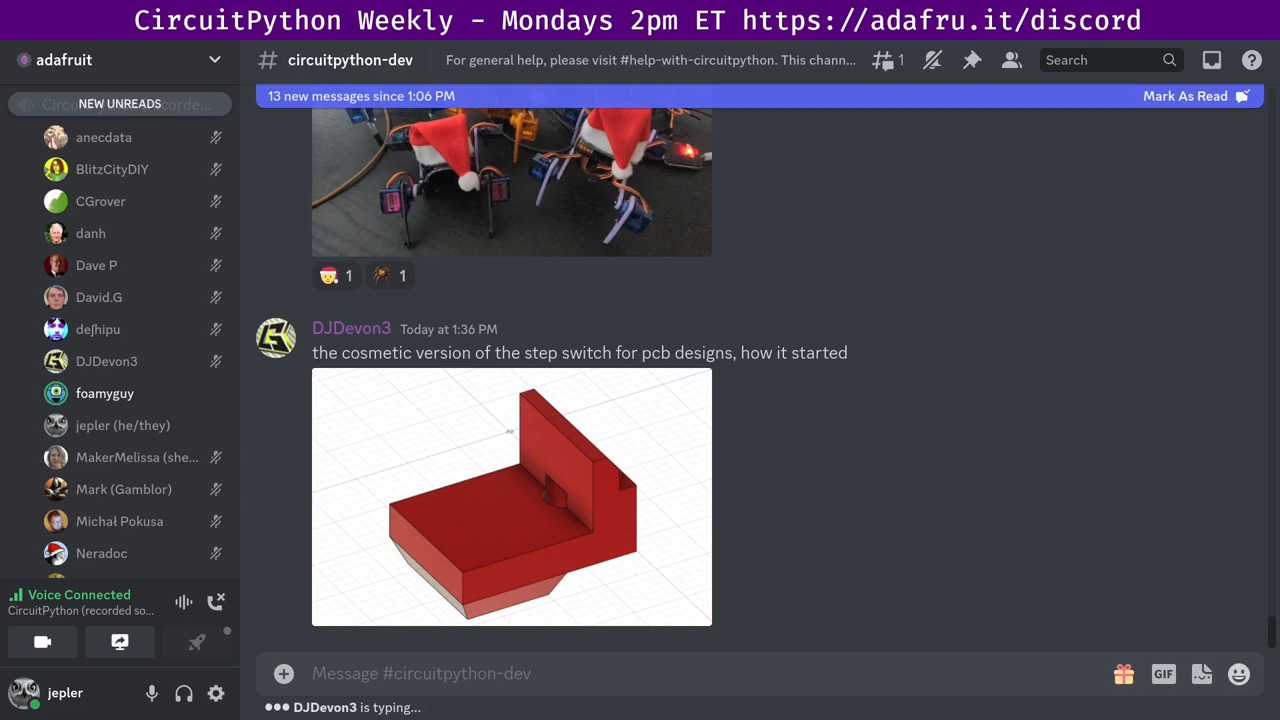 CircuitPython Weekly - Mondays 2pm ET https://adafru.it/discord
adafruit
circuitpython-dev
For general help, please visit #help-with-circuitpython. This chann...
1
Search
NEW UNREADS
13 new messages since 1:06 PM
Mark As Read
anecdata
BlitzCityDIY
CGrover
danh
Dave P
David.G
deʃhipu
DJDevon3
foamyguy
jepler (he/they)
MakerMelissa (she...
Mark (Gamblor)
Michał Pokusa
Neradoc
1
1
DJDevon3 Today at 1:36 PM
the cosmetic version of the step switch for pcb designs, how it started
Voice Connected
CircuitPython (recorded so...
jepler
Message #circuitpython-dev
GIF
DJDevon3 is typing...